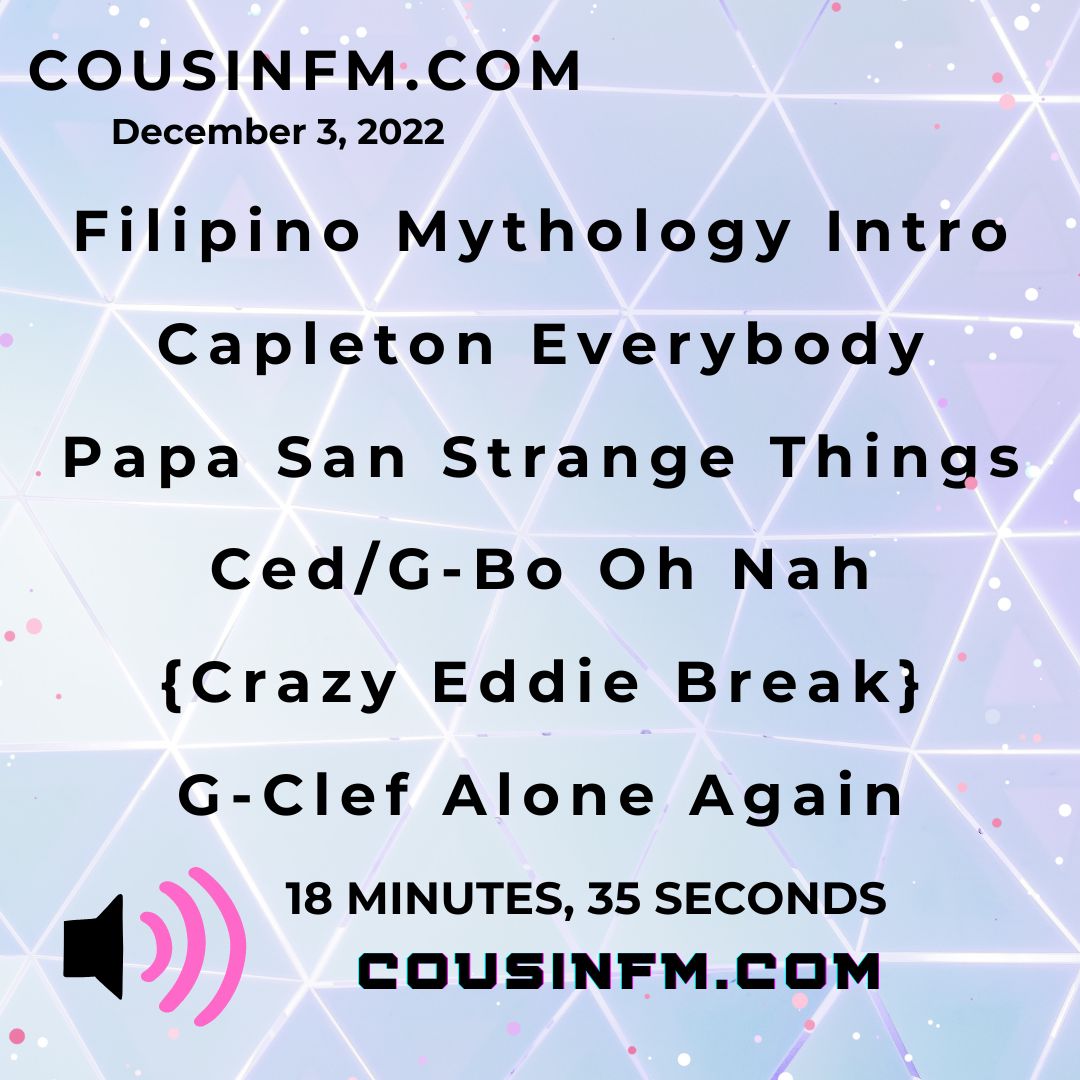 COUSINFM.COM
December 3, 2022
Filipino Mythology Intro
Capleton Everybody
Papa San Strange Things
Ced/G-Bo Oh Nah
{Crazy Eddie Break}
G-Clef Alone Again
18 MINUTES, 35 SECONDS
COUSINFM.COM